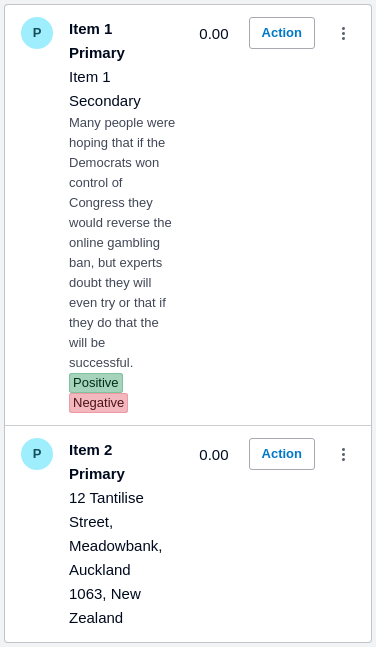 P
Item 1
Primary
Item 1
Secondary
Many people were
hoping that if the
Democrats won
control of
Congress they
would reverse the
online gambling
ban, but experts
doubt they will
even try or that if
they do that the
will be
successful.
Positive
Negative
0.00
Action
P
Item 2
Primary
12 Tantilise
Street,
Meadowbank,
Auckland
1063, New
Zealand
0.00
Action